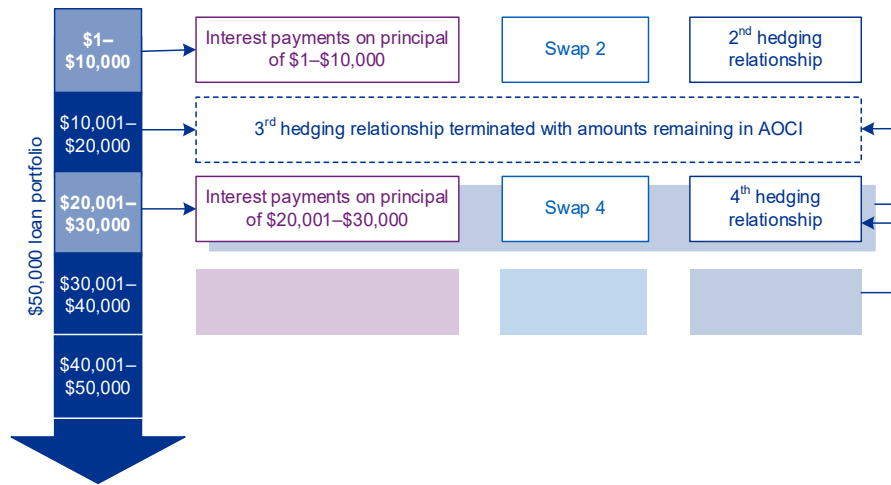 $1–
$10,000
Interest payments on principal
of $1–$10,000
Swap 2
2nd hedging
relationship
$10,001–
$20,000
3rd hedging relationship terminated with amounts remaining in AOCI
$20,001–
$30,000
Interest payments on principal
of $20,001–$30,000
Swap 4
4th hedging
relationship
$50,000 loan portfolio
$30,001–
$40,000
$40,001–
$50,000